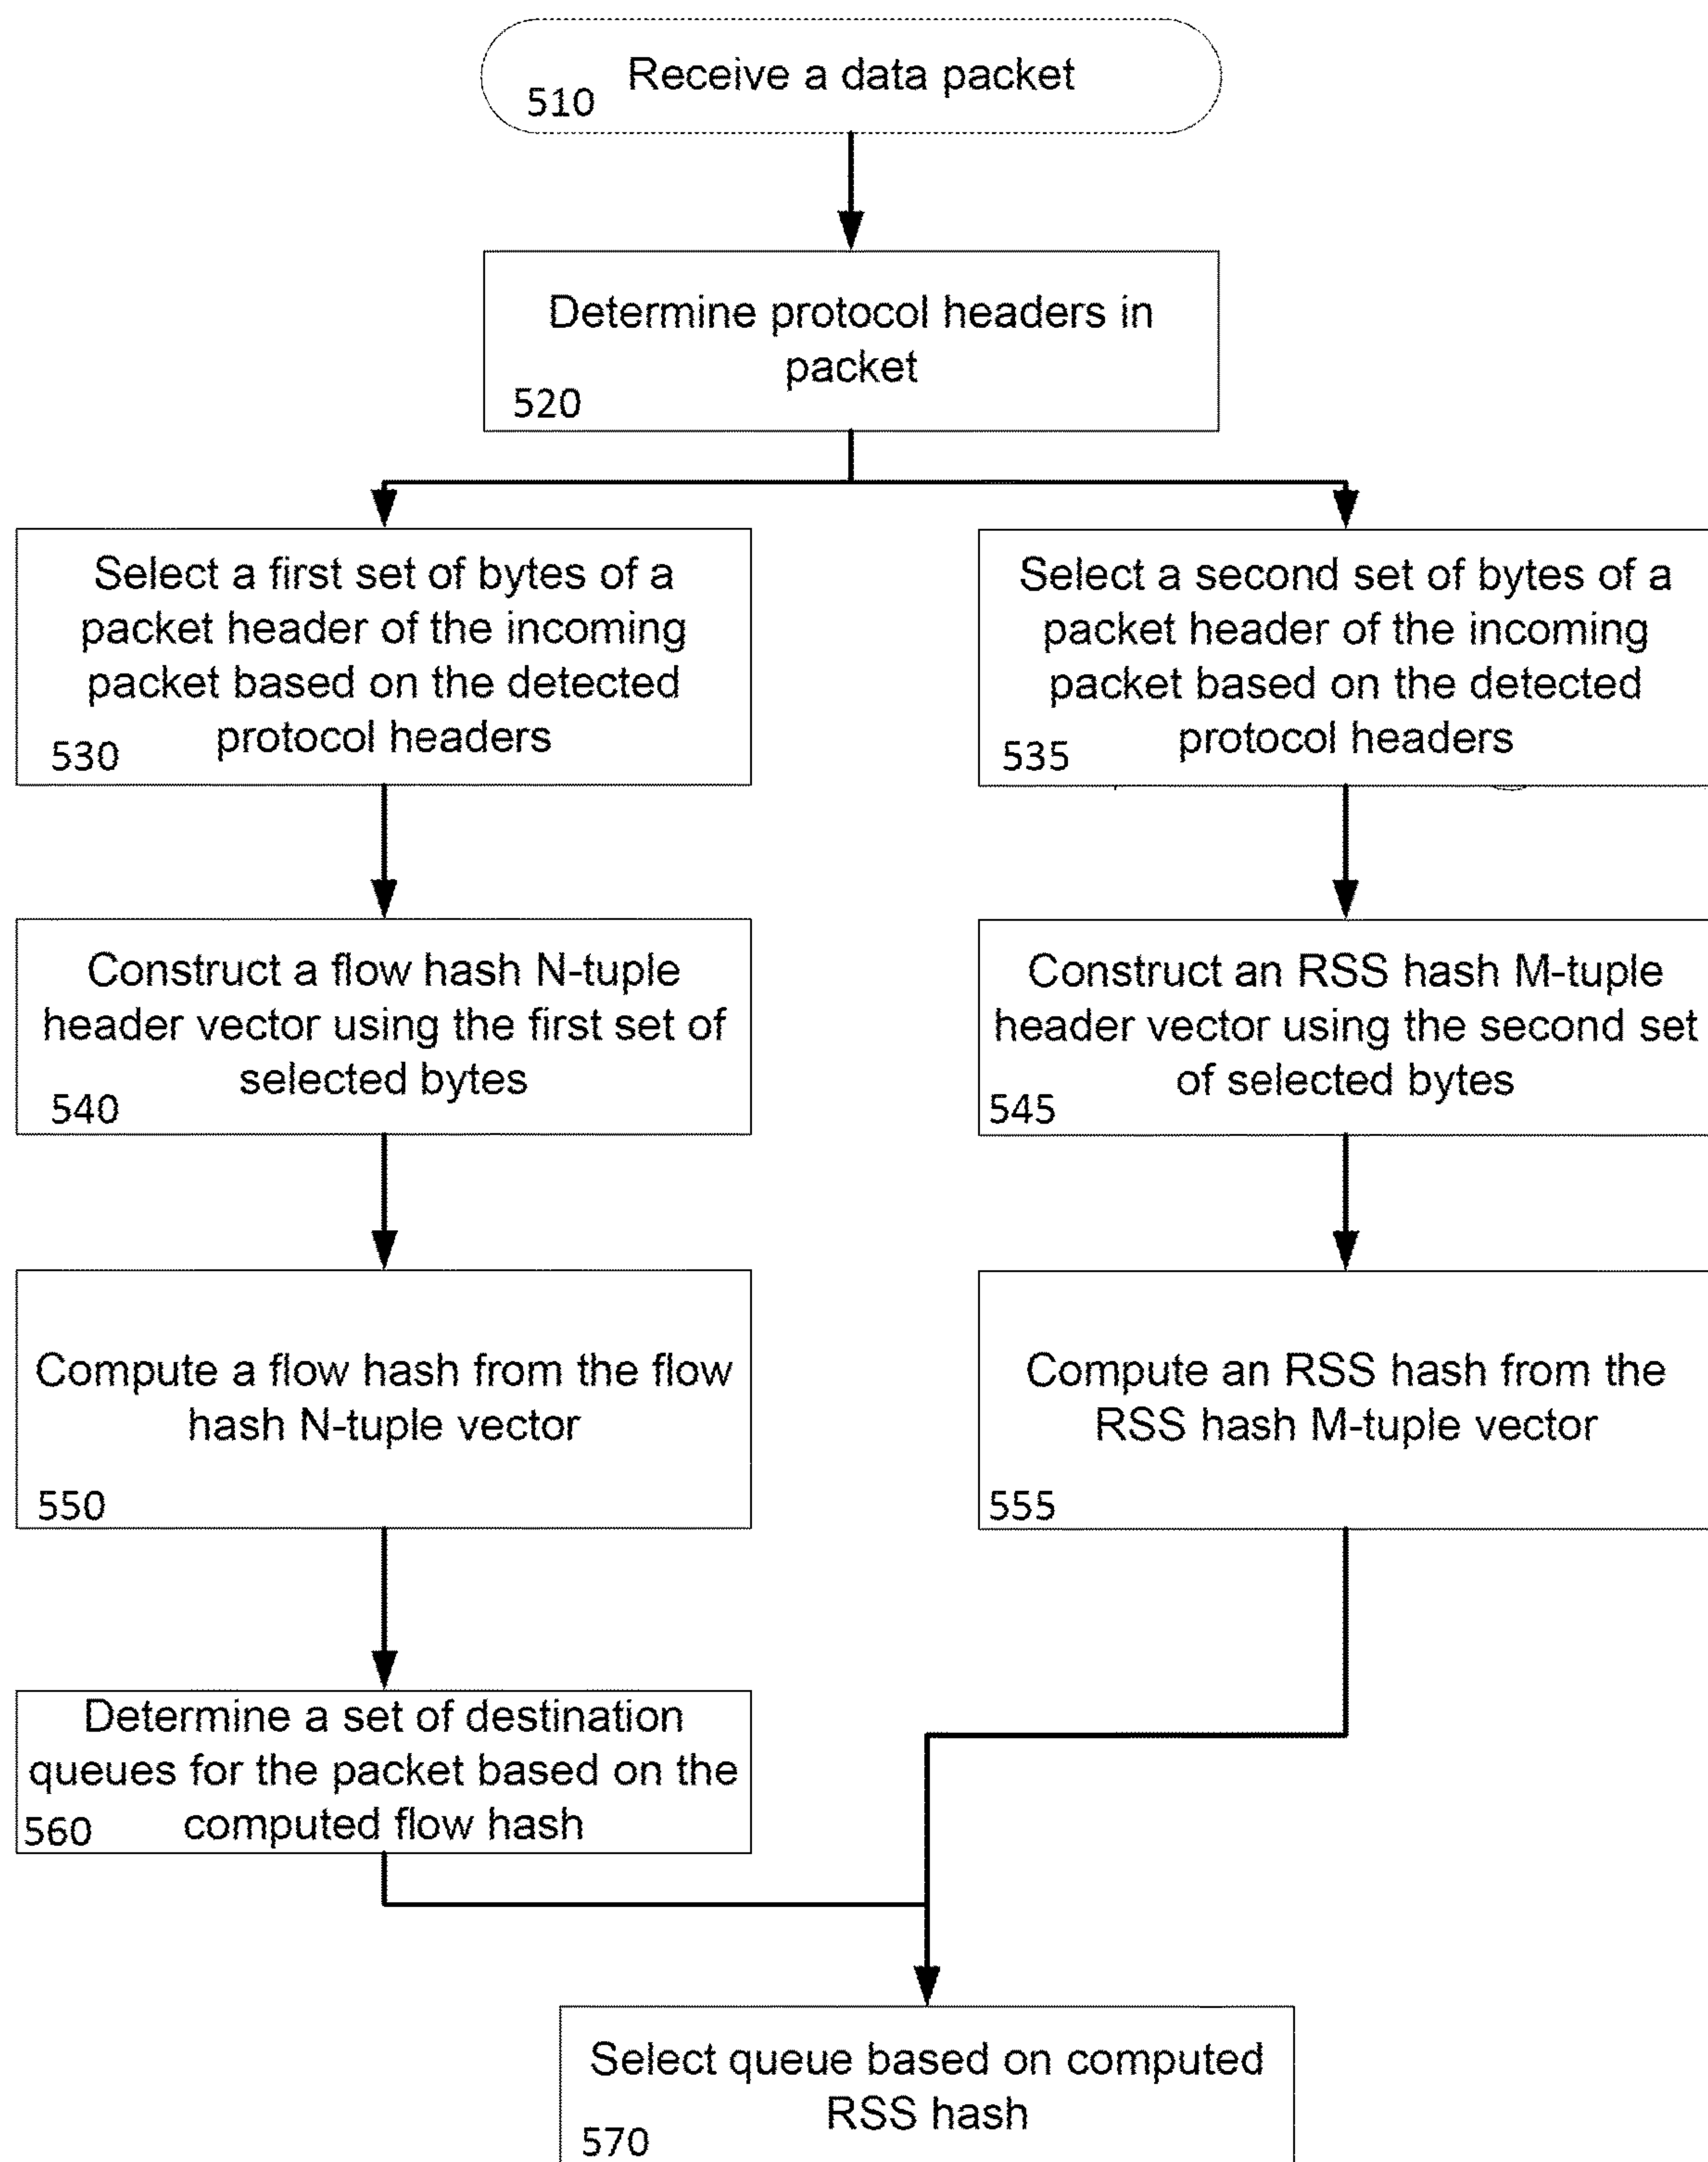 Receive a data packet
510
Determine protocol headers in
packet
520
Select a first set of bytes of a
packet header of the incoming
packet based on the detected
protocol headers
530
Select a second set of bytes of a
packet header of the incoming
packet based on the detected
protocol headers
535
Construct a flow hash N-tuple
header vector using the first set of
selected bytes
540
Construct an RSS hash M-tuple
header vector using the second set
of selected bytes
545
Compute a flow hash from the flow
hash N-tuple vector
550
Compute an RSS hash from the
RSS hash M-tuple vector
555
Determine a set of destination
queues for the packet based on the
computed flow hash
560
Select queue based on computed
RSS hash
570